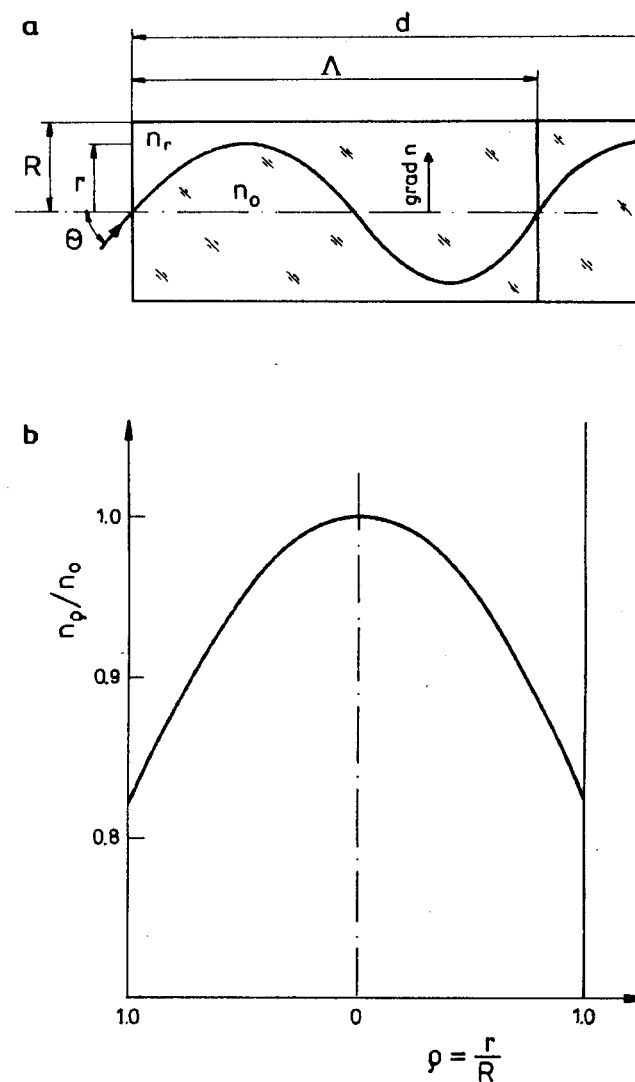 a
d
Λ
R
r
n_r
n_o
grad n
Θ
b
n_ρ/n_o
1.0
0.9
0.8
1.0
0
1.0
ρ = r/R